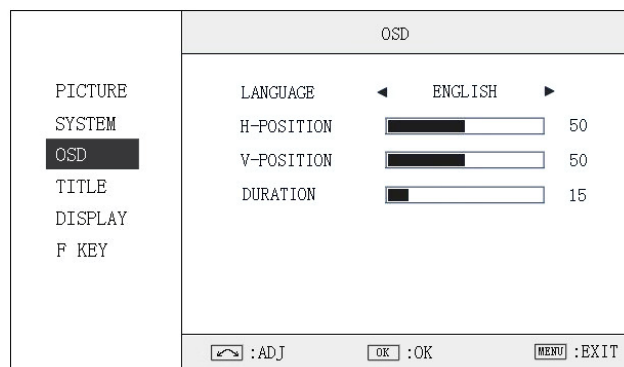 OSD
PICTURE
SYSTEM
OSD
TITLE
DISPLAY
F KEY
LANGUAGE ◀ ENGLISH ▶
H-POSITION 50
V-POSITION 50
DURATION 15
:ADJ OK :OK MENU :EXIT